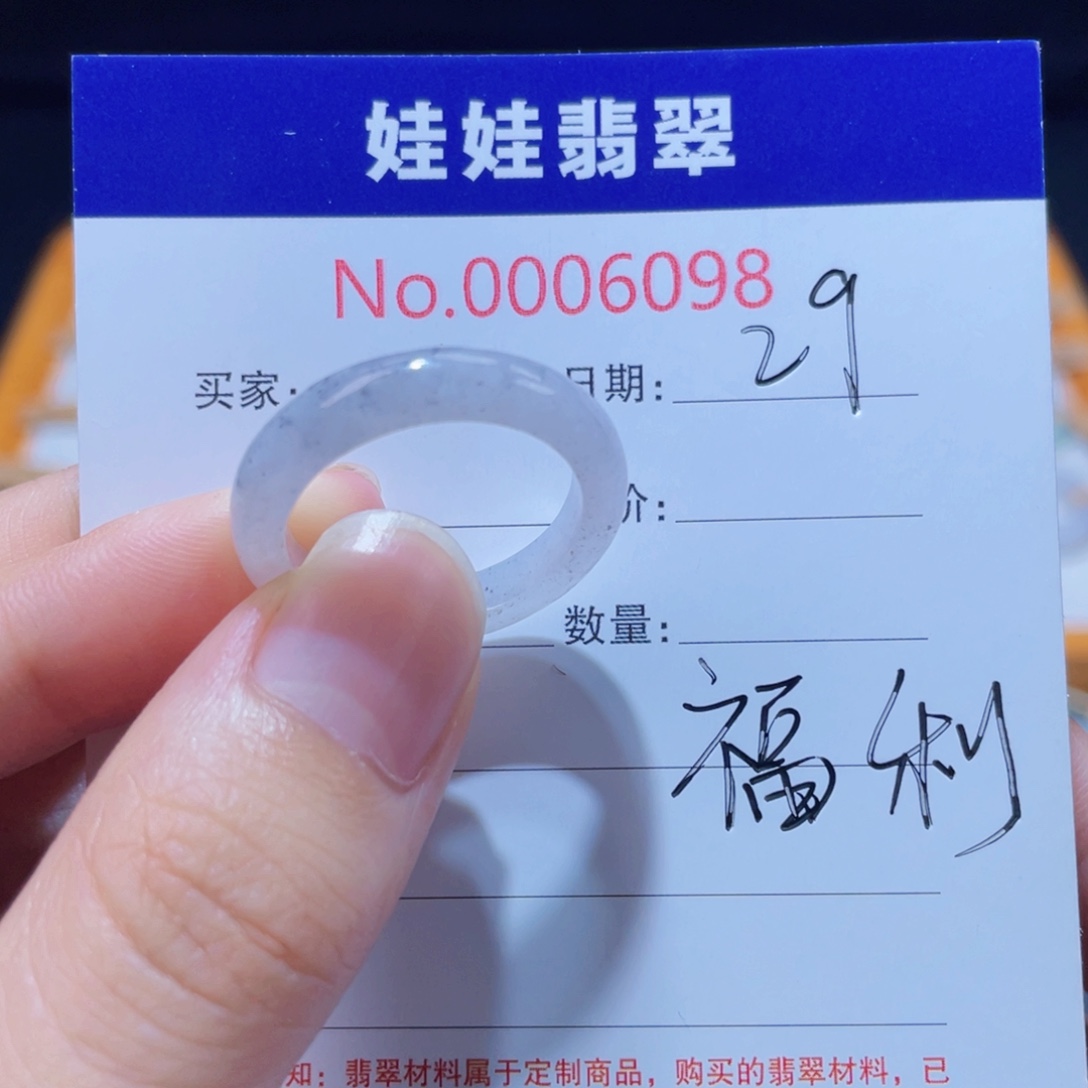 娃娃翡翠
No.0006098
买家: 日期: 29
价:
数量:
福利
知: 翡翠材料属于定制商品，购买的翡翠材料，已